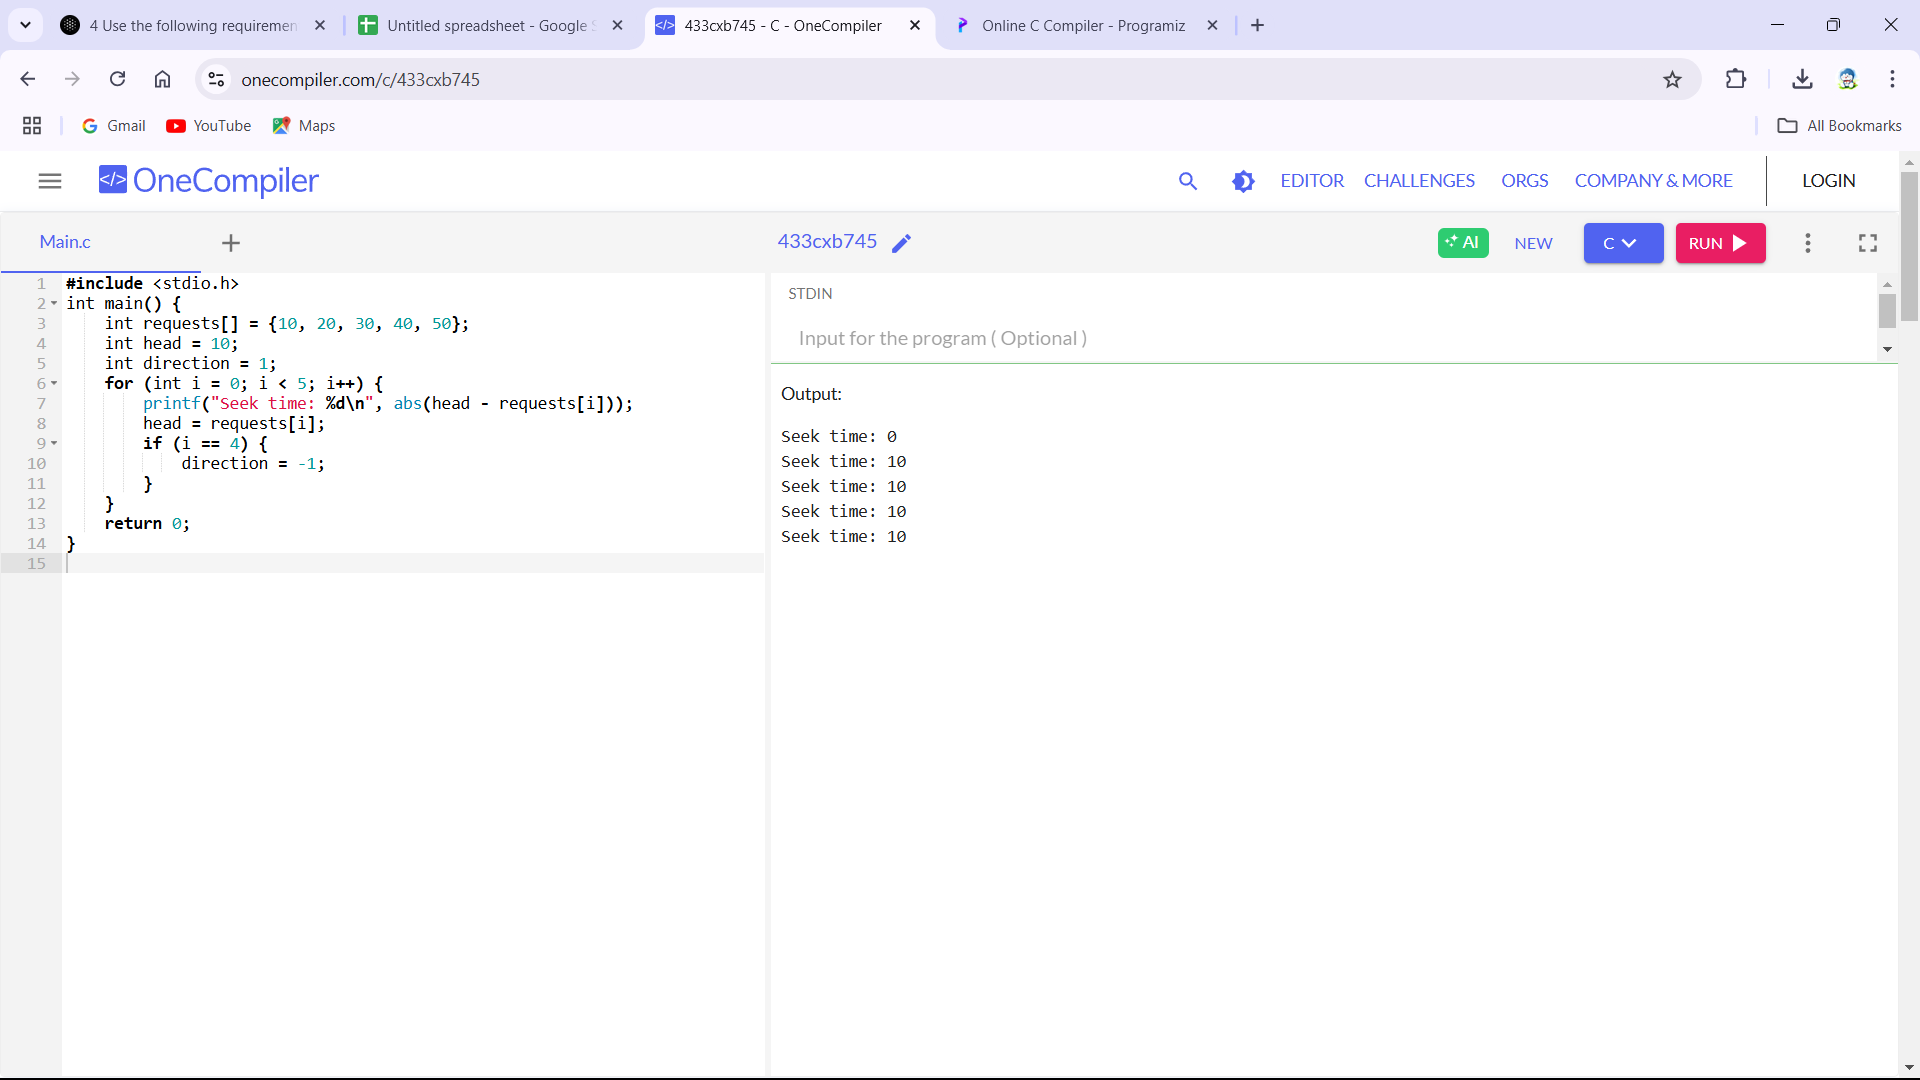 4 Use the following requiremen
Untitled spreadsheet - Google S
433cxb745 - C - OneCompiler
Online C Compiler - Programiz
onecompiler.com/c/433cxb745
Gmail
YouTube
Maps
All Bookmarks
</> OneCompiler
EDITOR
CHALLENGES
ORGS
COMPANY & MORE
LOGIN
Main.c
433cxb745
AI
NEW
C
RUN
1 #include <stdio.h>
2 int main() {
3     int requests[] = {10, 20, 30, 40, 50};
4     int head = 10;
5     int direction = 1;
6     for (int i = 0; i < 5; i++) {
7         printf("Seek time: %d\n", abs(head - requests[i]));
8         head = requests[i];
9         if (i == 4) {
10             direction = -1;
11         }
12     }
13     return 0;
14 }
15
STDIN
Input for the program ( Optional )
Output:
Seek time: 0
Seek time: 10
Seek time: 10
Seek time: 10
Seek time: 10